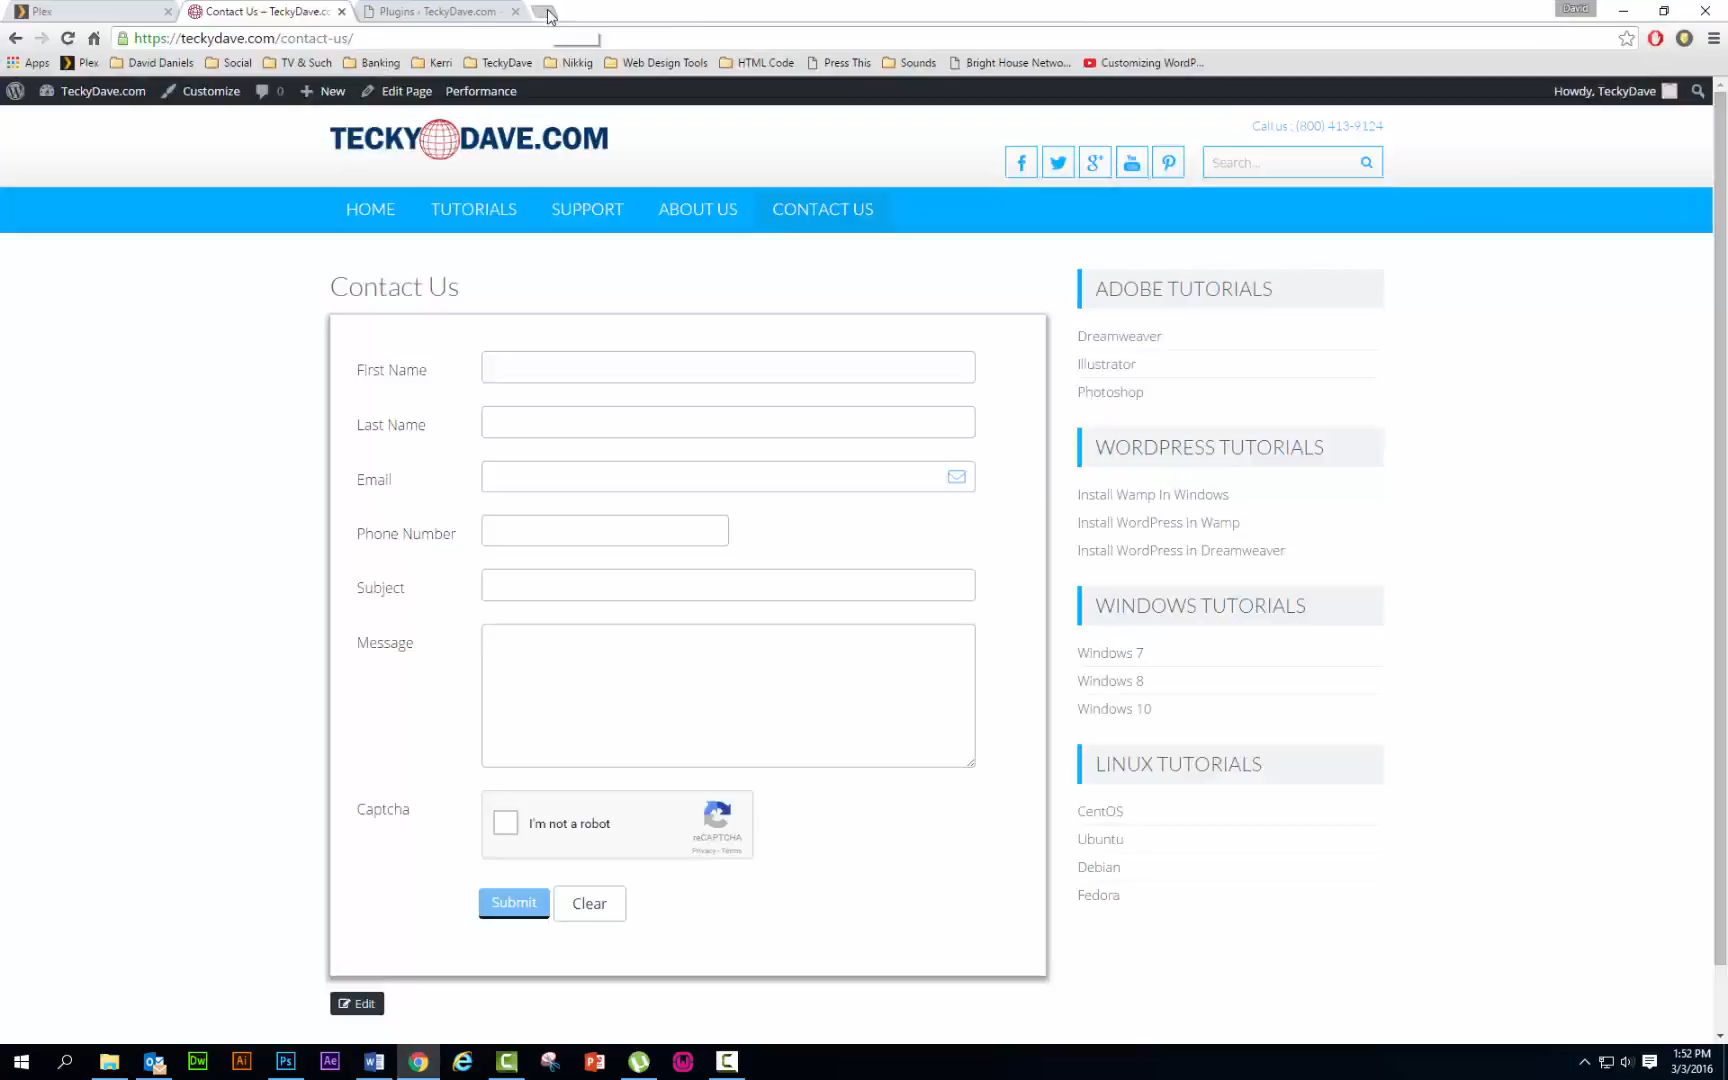 Plex
Contact Us – TeckyDave.co
Plugins ‹ TeckyDave.com
David
https://teckydave.com/contact-us/
Apps Plex David Daniels Social TV & Such Banking Kerri TeckyDave Nikkig Web Design Tools HTML Code Press This Sounds Bright House Netwo... Customizing WordP...
TeckyDave.com Customize 0 New Edit Page Performance Howdy, TeckyDave
TECKY DAVE.COM
Call us : (800) 413-9124
Search...
HOME TUTORIALS SUPPORT ABOUT US CONTACT US
Contact Us
First Name
Last Name
Email
Phone Number
Subject
Message
Captcha
I'm not a robot
reCAPTCHA
Privacy - Terms
Submit Clear
Edit
ADOBE TUTORIALS
Dreamweaver
Illustrator
Photoshop
WORDPRESS TUTORIALS
Install Wamp In Windows
Install WordPress in Wamp
Install WordPress in Dreamweaver
WINDOWS TUTORIALS
Windows 7
Windows 8
Windows 10
LINUX TUTORIALS
CentOS
Ubuntu
Debian
Fedora
Dw Ai Ps Ae
1:52 PM
3/3/2016